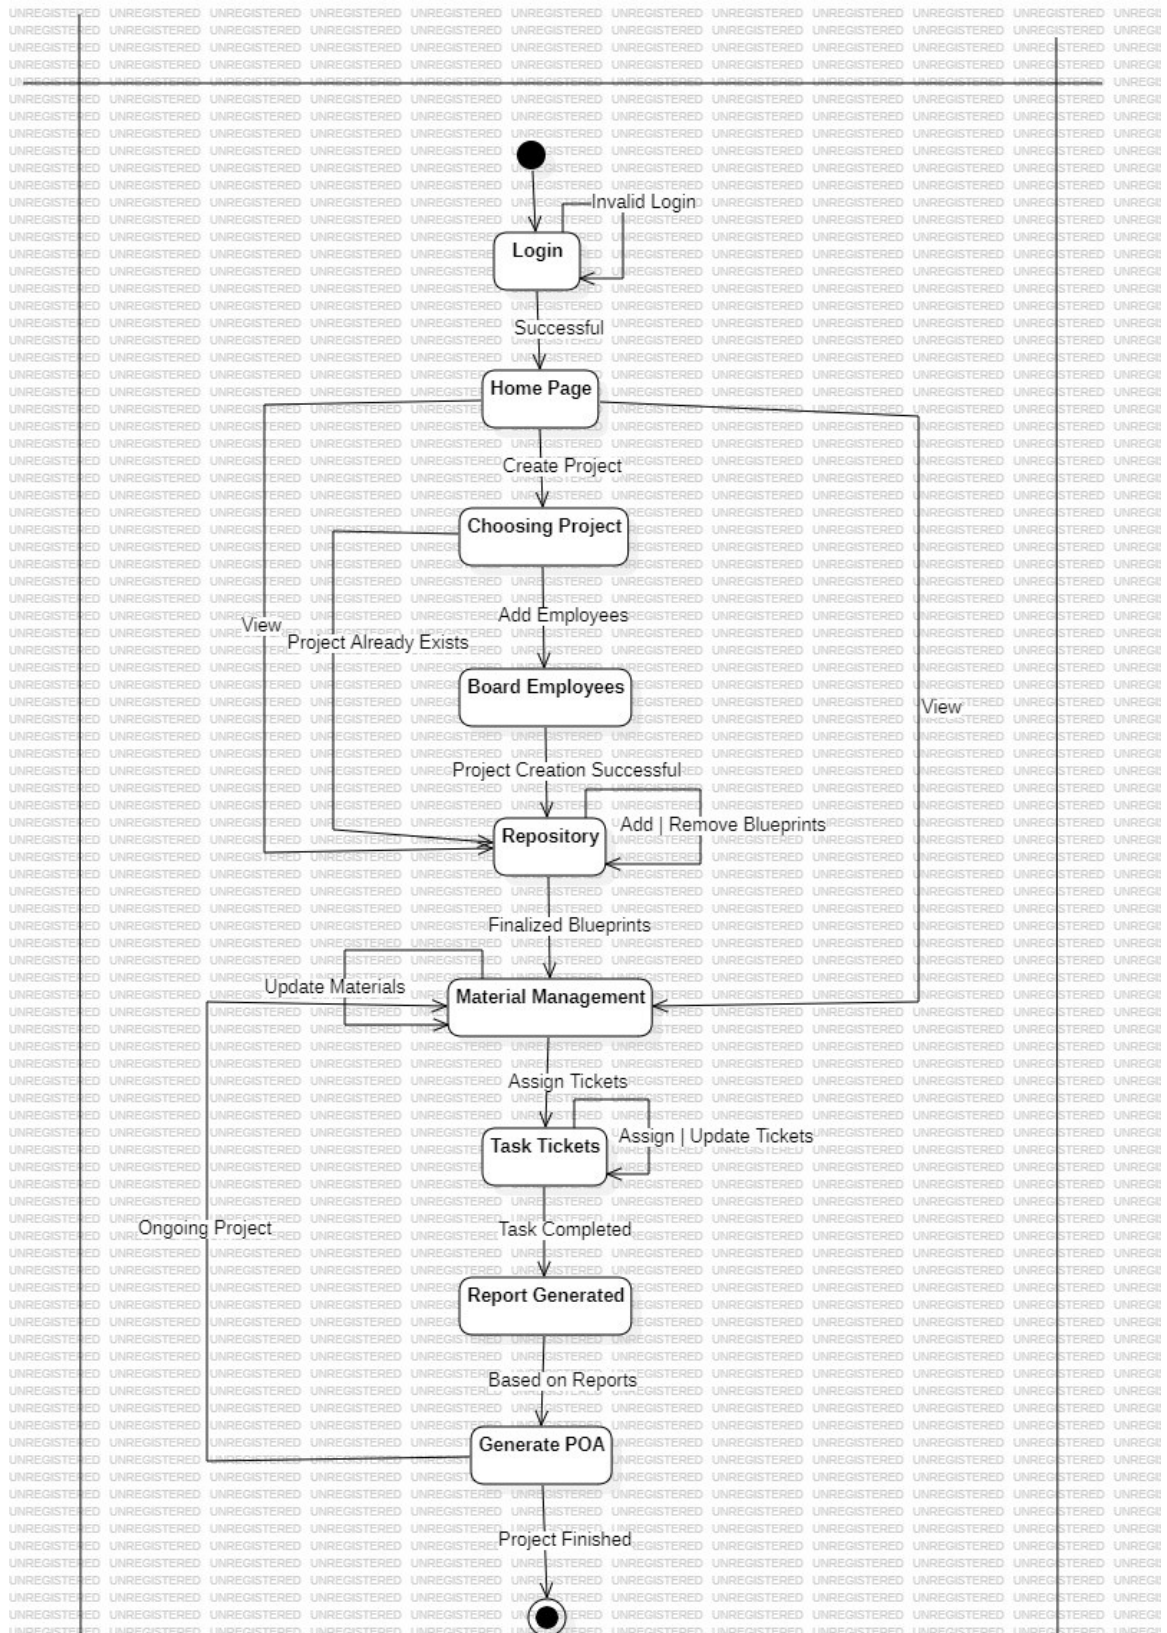 Invalid Login
Login
Successful
Home Page
Create Project
Choosing Project
Add Employees
View
Project Already Exists
Board Employees
View
Project Creation Successful
Add | Remove Blueprints
Repository
Finalized Blueprints
Update Materials
Material Management
Assign Tickets
Assign | Update Tickets
Task Tickets
Ongoing Project
Task Completed
Report Generated
Based on Reports
Generate POA
Project Finished
UNREGISTERED